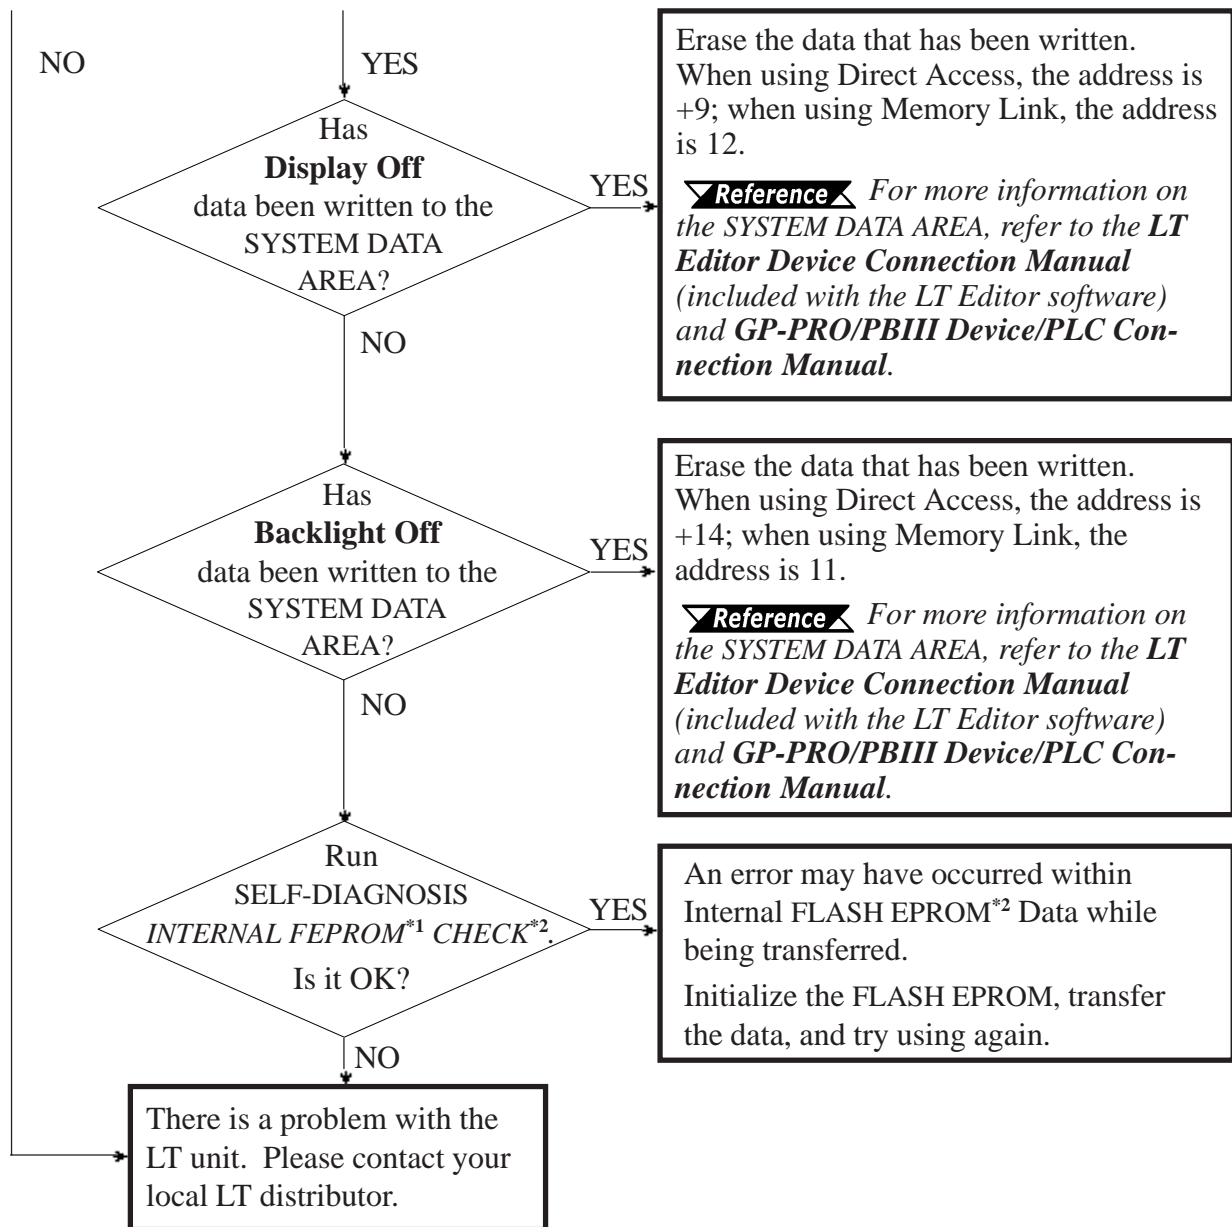 NO
YES
Has
Display Off
data been written to the
SYSTEM DATA
AREA?
YES
Erase the data that has been written.
When using Direct Access, the address is
+9; when using Memory Link, the address
is 12.
Reference For more information on
the SYSTEM DATA AREA, refer to the LT
Editor Device Connection Manual
(included with the LT Editor software)
and GP-PRO/PBIII Device/PLC Con-
nection Manual.
NO
Has
Backlight Off
data been written to the
SYSTEM DATA
AREA?
YES
Erase the data that has been written.
When using Direct Access, the address is
+14; when using Memory Link, the
address is 11.
Reference For more information on
the SYSTEM DATA AREA, refer to the LT
Editor Device Connection Manual
(included with the LT Editor software)
and GP-PRO/PBIII Device/PLC Con-
nection Manual.
NO
Run
SELF-DIAGNOSIS
INTERNAL FEPROM*1 CHECK*2.
Is it OK?
YES
An error may have occurred within
Internal FLASH EPROM*2 Data while
being transferred.
Initialize the FLASH EPROM, transfer
the data, and try using again.
NO
There is a problem with the
LT unit. Please contact your
local LT distributor.